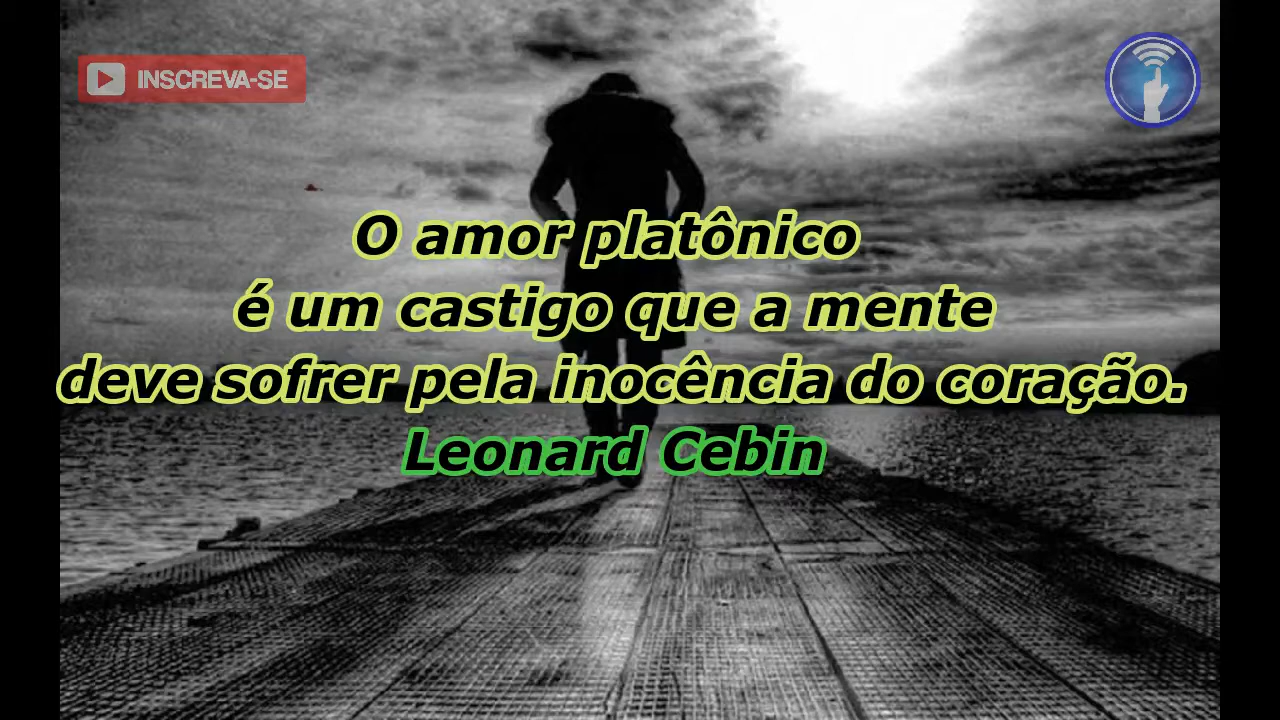 INSCREVA-SE
O amor platônico
é um castigo que a mente
deve sofrer pela inocência do coração.
Leonard Cebin